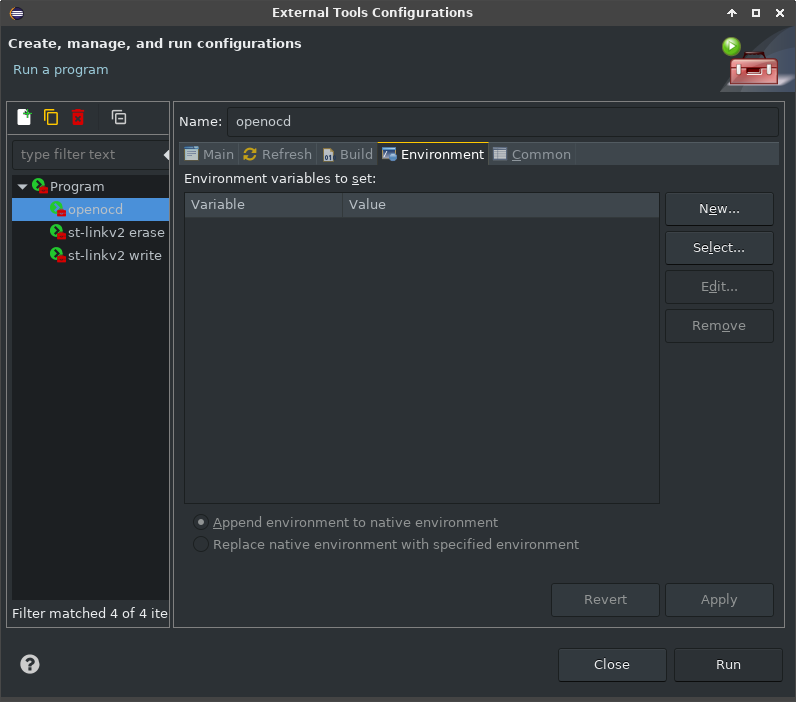 External Tools Configurations
Create, manage, and run configurations
Run a program
Name: openocd
type filter text
Main Refresh Build Environment Common
Environment variables to set:
Program
openocd
st-linkv2 erase
st-linkv2 write
Variable Value
New...
Select...
Edit...
Remove
Append environment to native environment
Replace native environment with specified environment
Filter matched 4 of 4 ite
Revert Apply
Close Run